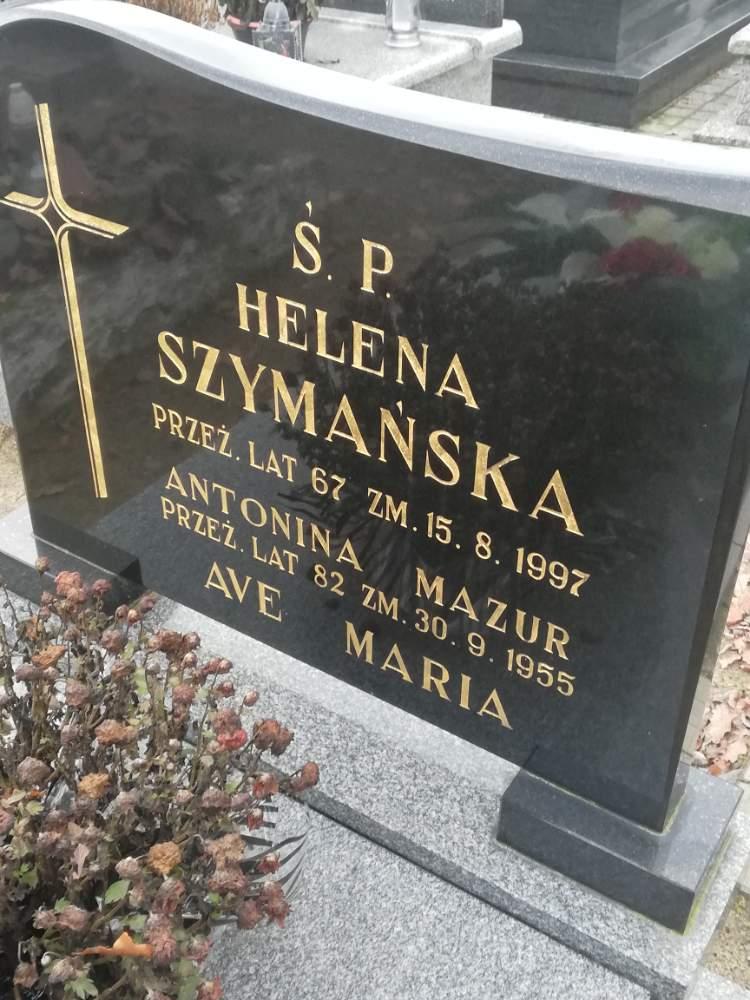 Ś. P.
HELENA
SZYMAŃSKA
PRZEŻ. LAT 67 ZM. 15. 8. 1997
ANTONINA MAZUR
PRZEŻ. LAT 82 ZM. 30. 9. 1955
AVE MARIA